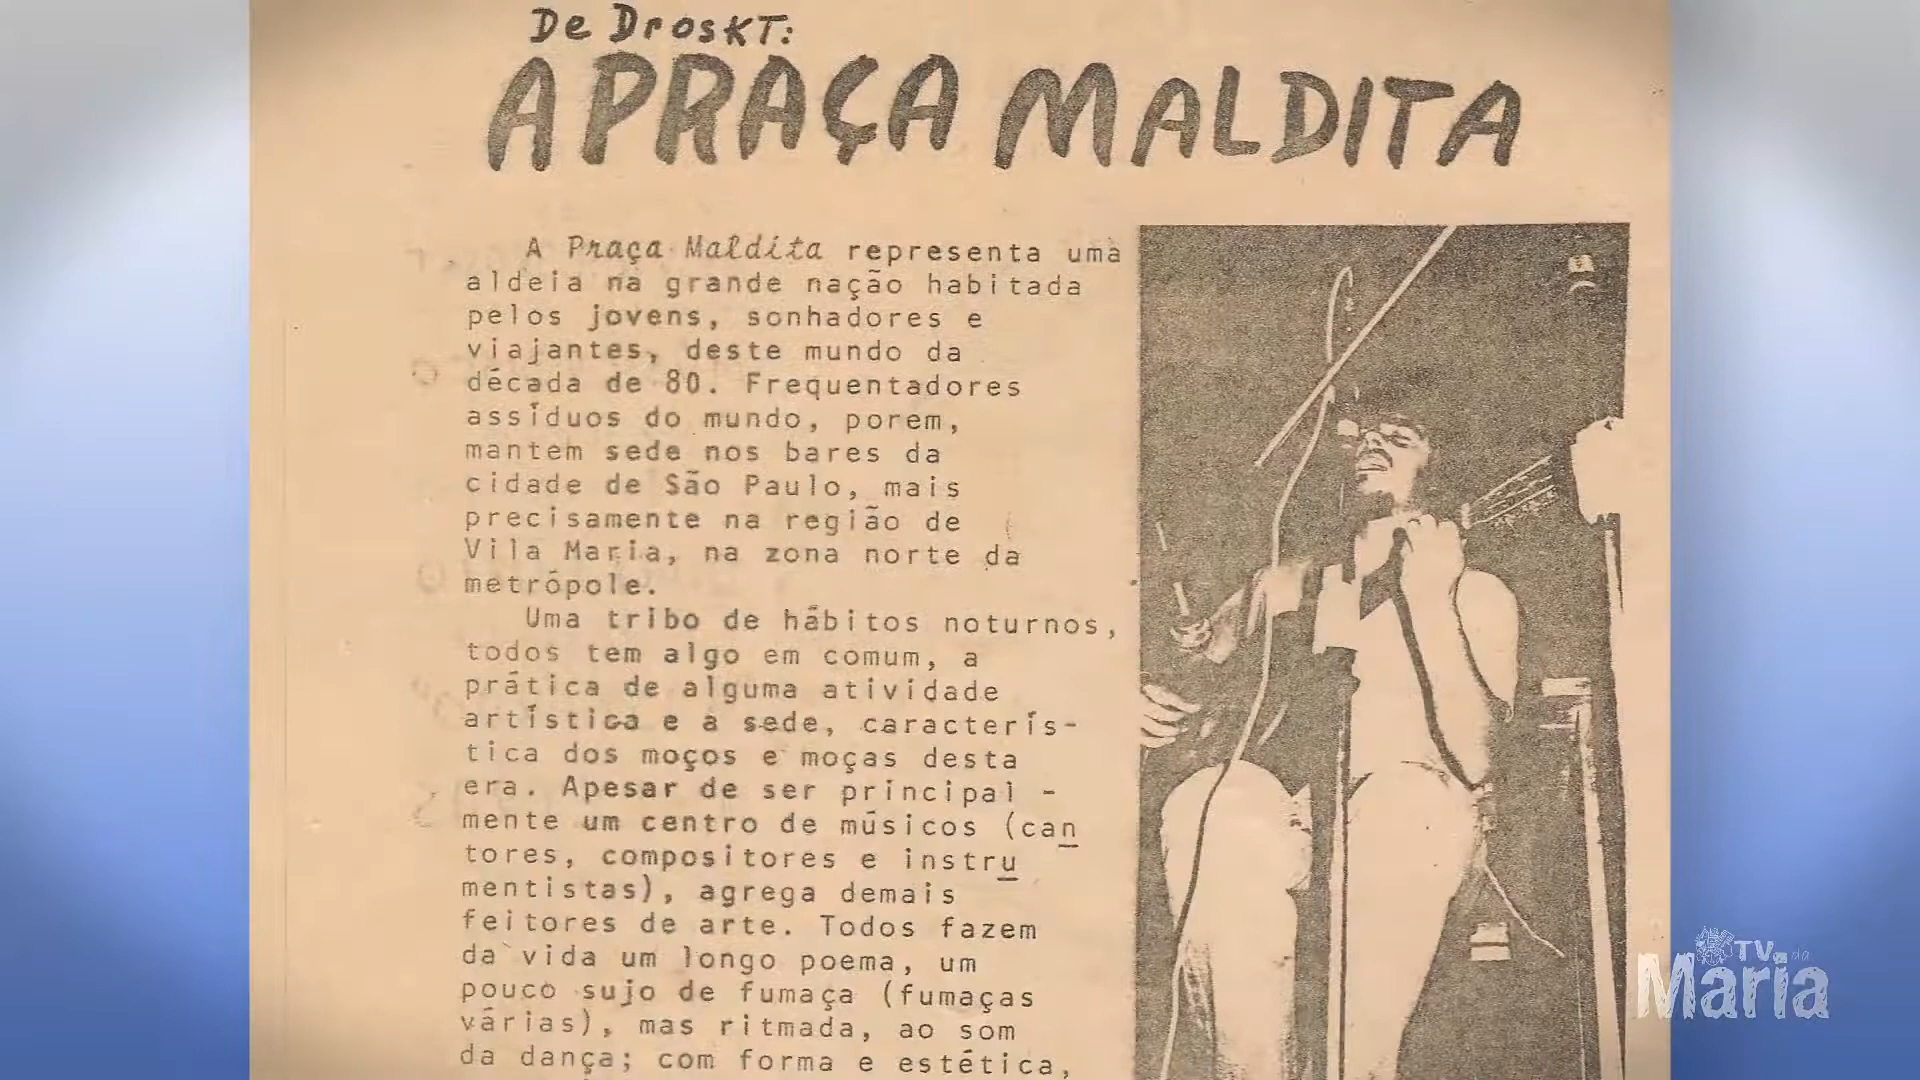 De DrosKT:
A PRAÇA MALDITA
A Praça Maldita representa uma
aldeia na grande nação habitada
pelos jovens, sonhadores e
viajantes, deste mundo da
década de 80. Frequentadores
assíduos do mundo, porem,
mantem sede nos bares da
cidade de São Paulo, mais
precisamente na região de
Vila Maria, na zona norte da
metrópole.
Uma tribo de hábitos noturnos,
todos tem algo em comum, a
prática de alguma atividade
artística e a sede, caracterís-
tica dos moços e moças desta
era. Apesar de ser principal -
mente um centro de músicos (can
tores, compositores e instru
mentistas), agrega demais
feitores de arte. Todos fazem
da vida um longo poema, um
pouco sujo de fumaça (fumaças
várias), mas ritmada, ao som
da dança; com forma e estética,
TV da
Maria